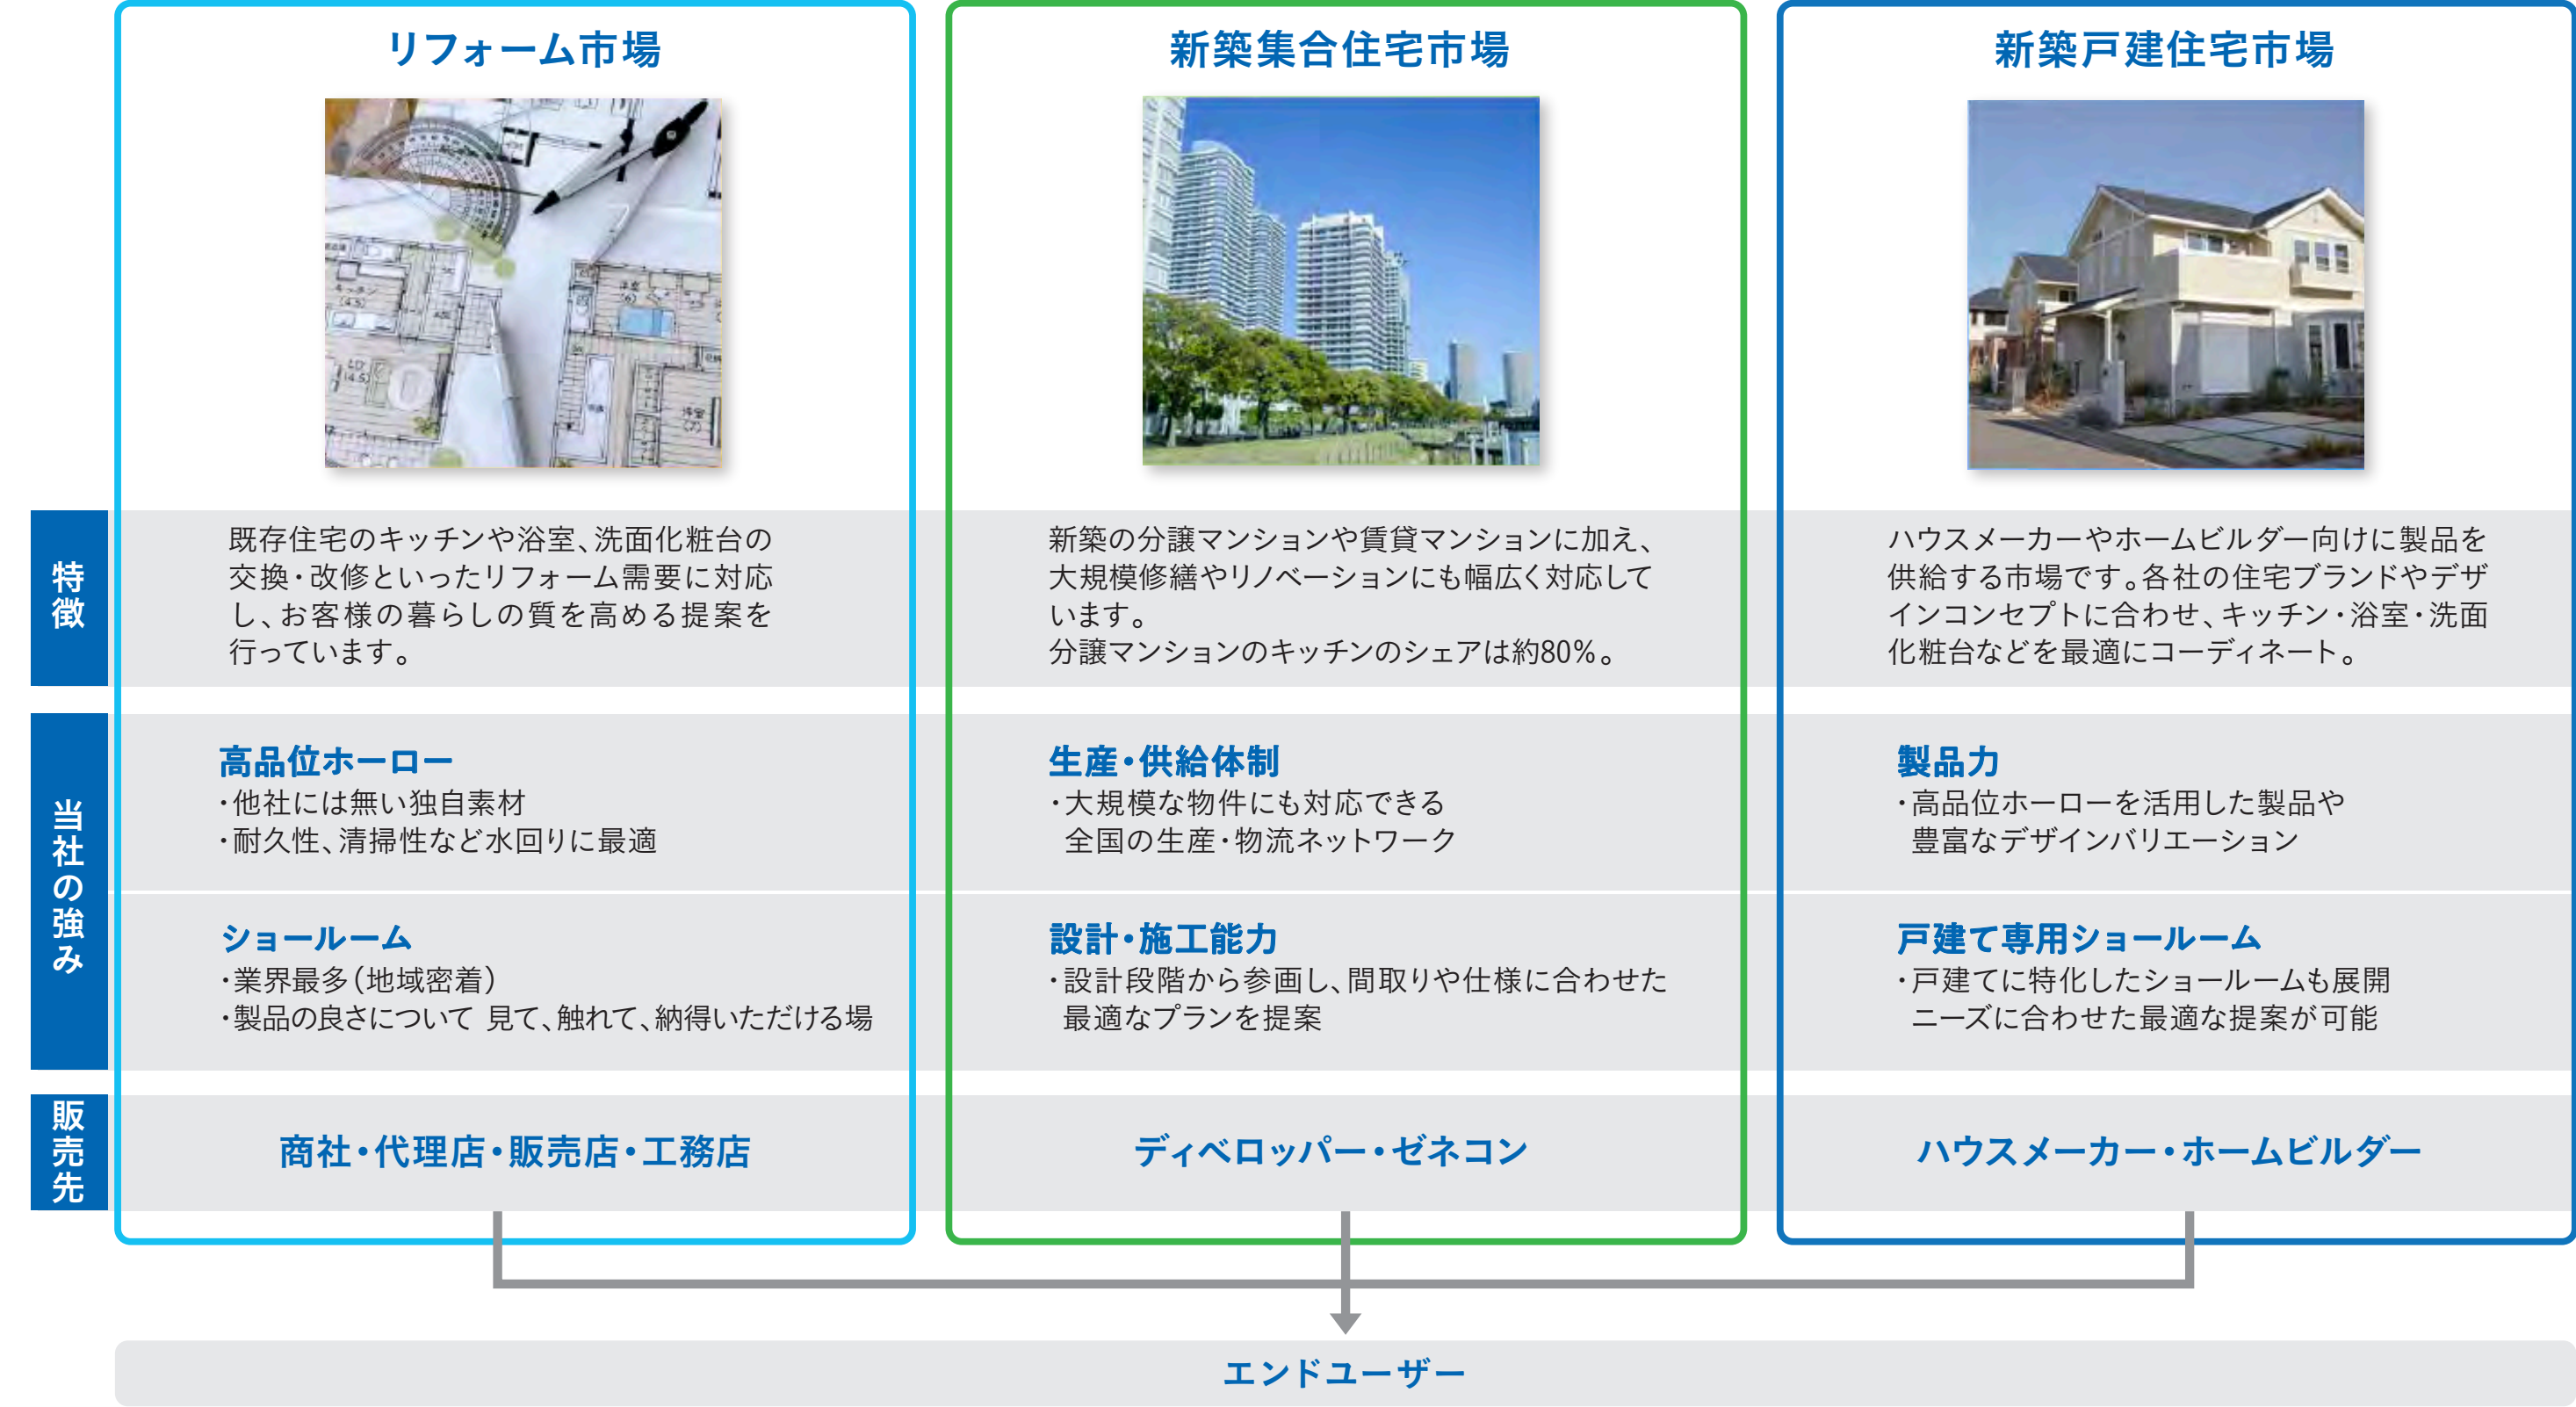 リフォーム市場
新築集合住宅市場
新築戸建住宅市場
特徴
既存住宅のキッチンや浴室、洗面化粧台の
交換・改修といったリフォーム需要に対応
し、お客様の暮らしの質を高める提案を
行っています。
新築の分譲マンションや賃貸マンションに加え、
大規模修繕やリノベーションにも幅広く対応して
います。
分譲マンションのキッチンのシェアは約80%。
ハウスメーカーやホームビルダー向けに製品を
供給する市場です。各社の住宅ブランドやデザ
インコンセプトに合わせ、キッチン・浴室・洗面
化粧台などを最適にコーディネート。
当社の強み
高品位ホーロー
・他社には無い独自素材
・耐久性、清掃性など水回りに最適
生産・供給体制
・大規模な物件にも対応できる
全国の生産・物流ネットワーク
製品力
・高品位ホーローを活用した製品や
豊富なデザインバリエーション
ショールーム
・業界最多(地域密着)
・製品の良さについて 見て、触れて、納得いただける場
設計・施工能力
・設計段階から参画し、間取りや仕様に合わせた
最適なプランを提案
戸建て専用ショールーム
・戸建てに特化したショールームも展開
ニーズに合わせた最適な提案が可能
販売先
商社・代理店・販売店・工務店
ディベロッパー・ゼネコン
ハウスメーカー・ホームビルダー
エンドユーザー